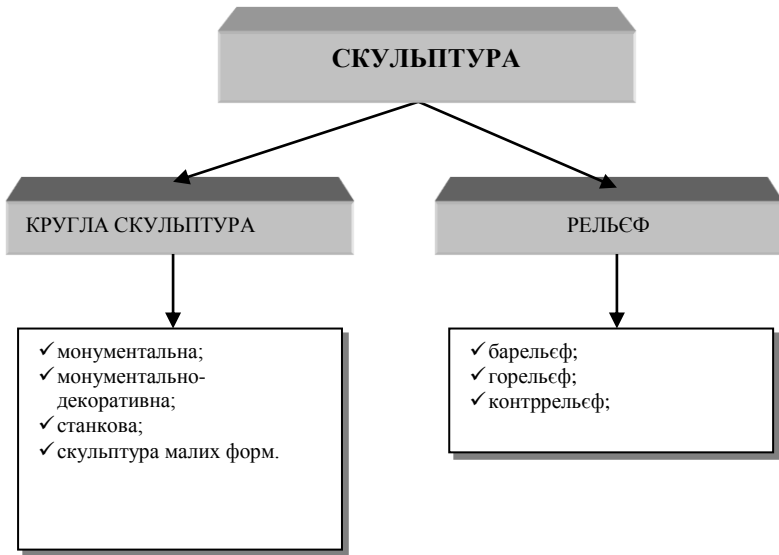 СКУЛЬПТУРА
КРУГЛА СКУЛЬПТУРА
РЕЛЬЄФ
✓монументальна;
✓монументально-
декоративна;
✓станкова;
✓скульптура малих форм.
✓барельєф;
✓горельєф;
✓контррельєф;